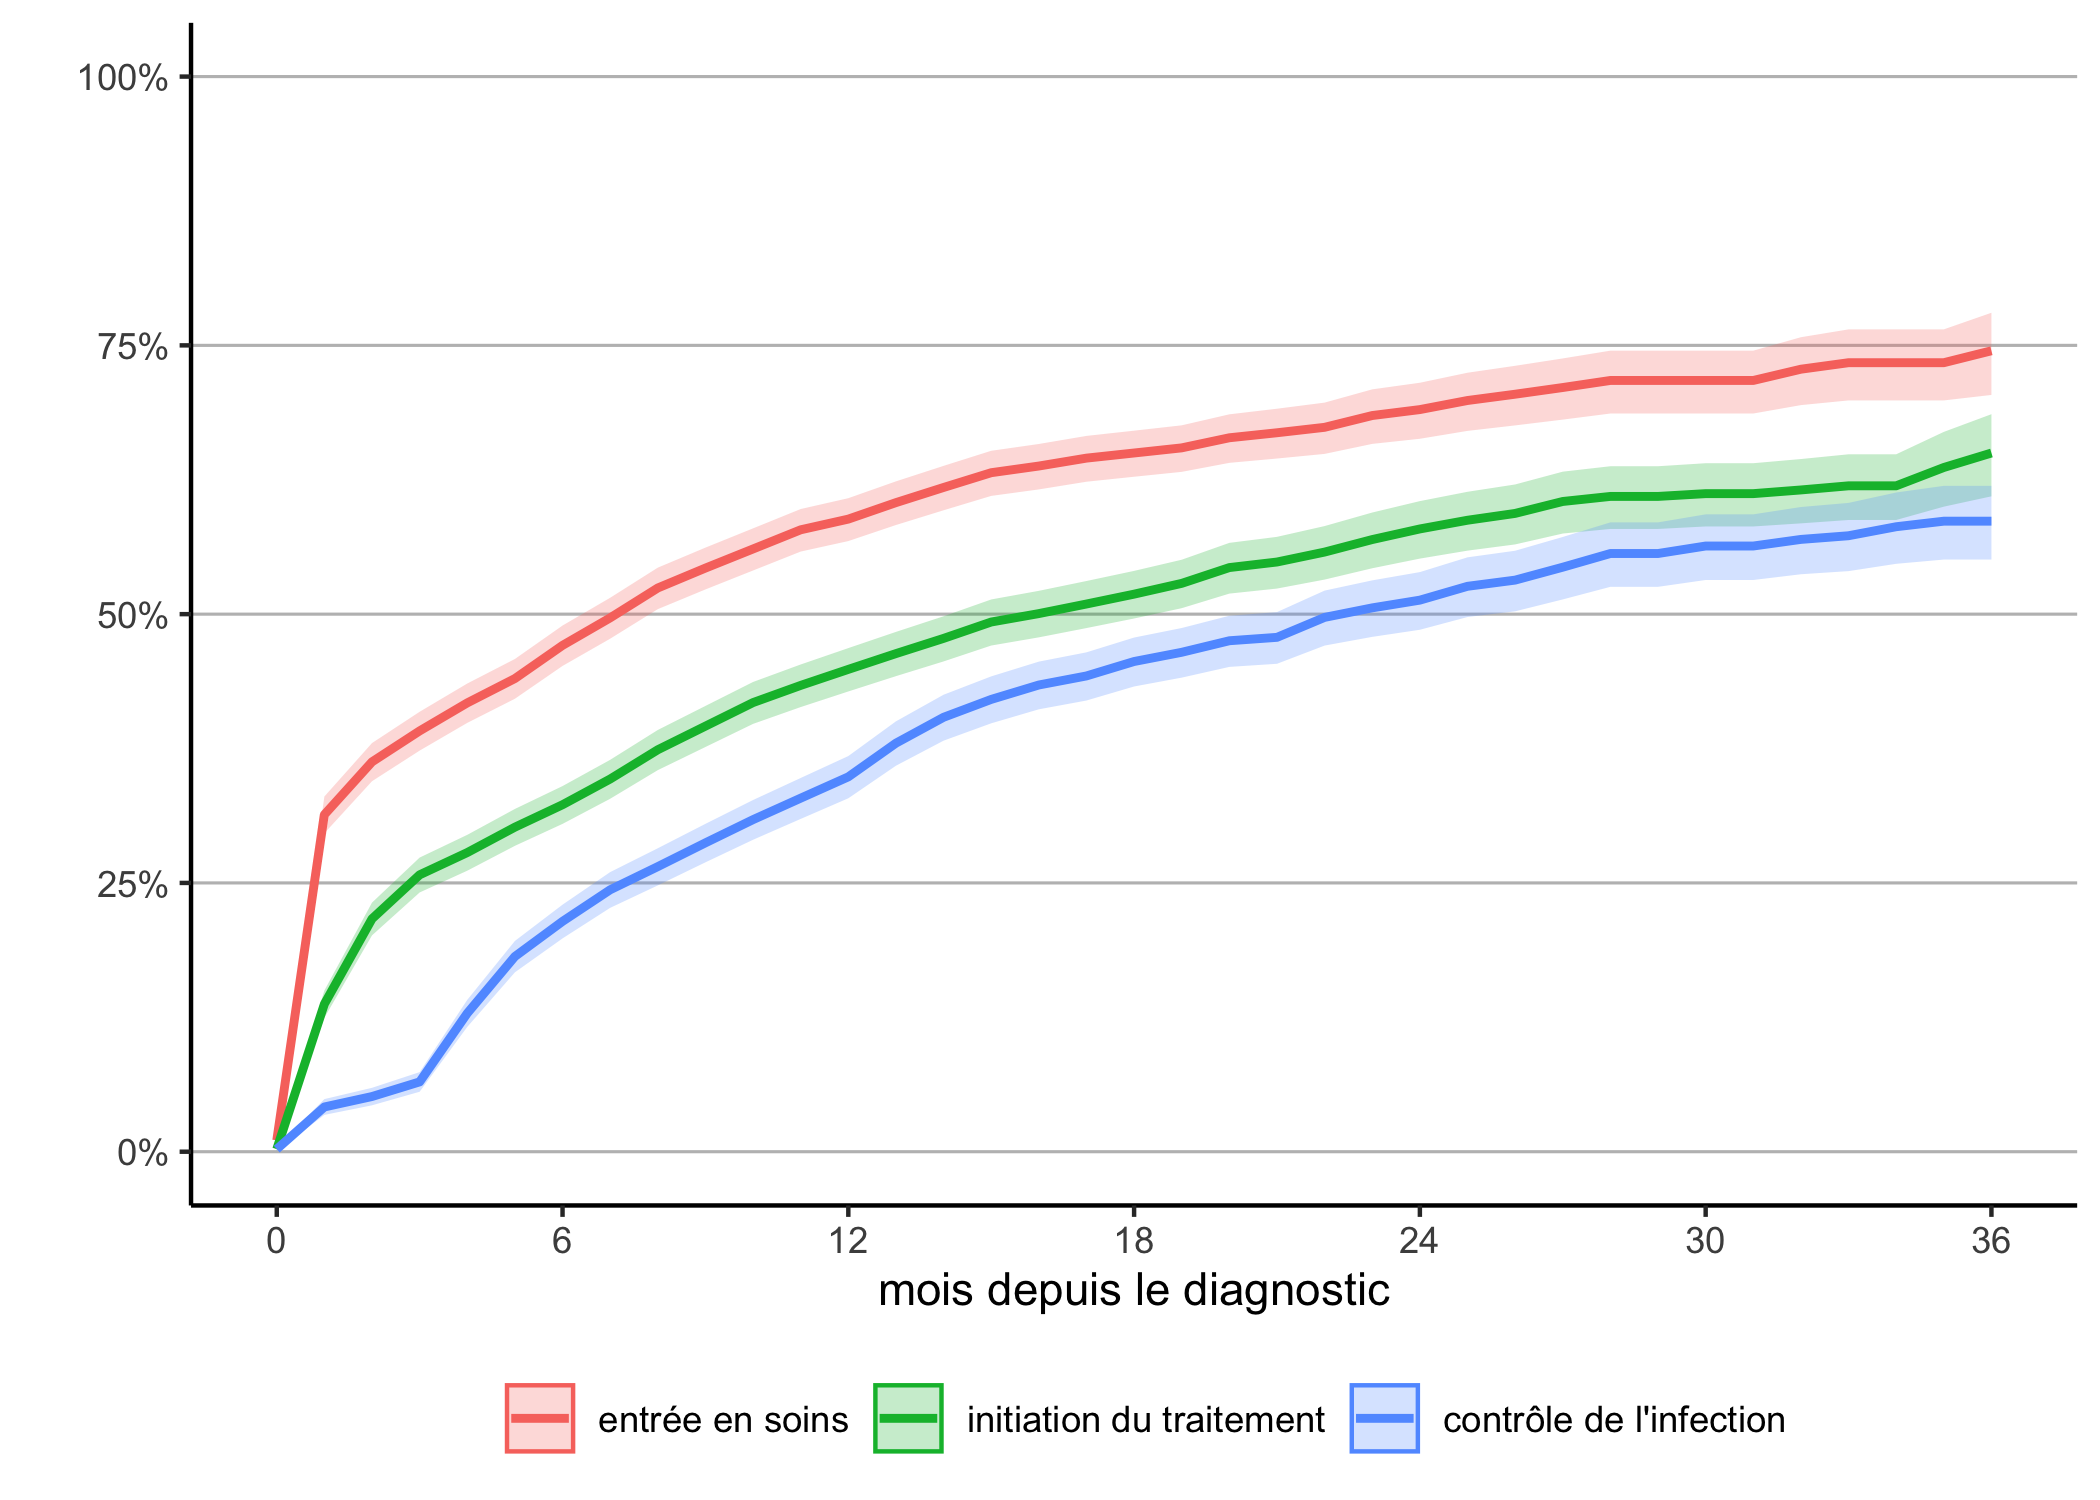 100%
75%
50%
25%
0%
0 6 12 18 24 30 36
mois depuis le diagnostic
entrée en soins initiation du traitement contrôle de l'infection